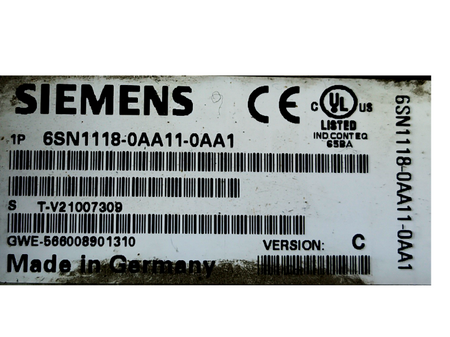 SIEMENS CE C UL US
LISTED
IND CONT EQ
65BA
1P 6SN1118-0AA11-0AA1
S T-V21007309
GWE-566008901310
VERSION: C
Made in Germany
6SN1118-0AA11-0AA1